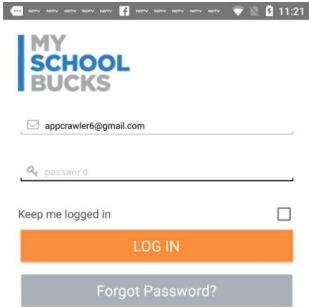 11:21
MY
SCHOOL
BUCKS
appcrawler6@gmail.com
password
Keep me logged in
LOG IN
Forgot Password?